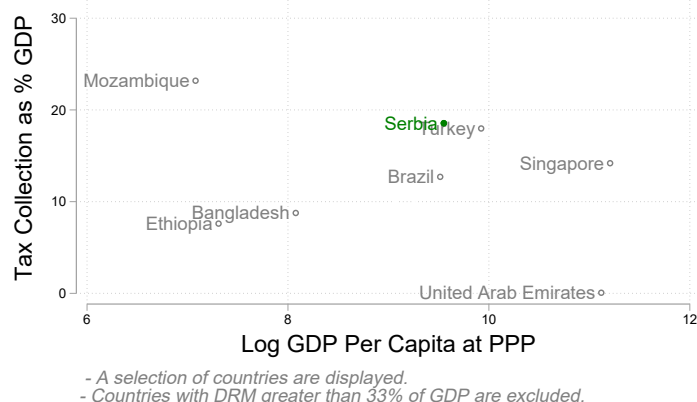 Tax Collection as % GDP
30
20
10
0
Mozambique
Serbia
Turkey
Singapore
Brazil
Bangladesh
Ethiopia
United Arab Emirates
6 8 10 12
Log GDP Per Capita at PPP
- A selection of countries are displayed.
- Countries with DRM greater than 33% of GDP are excluded.